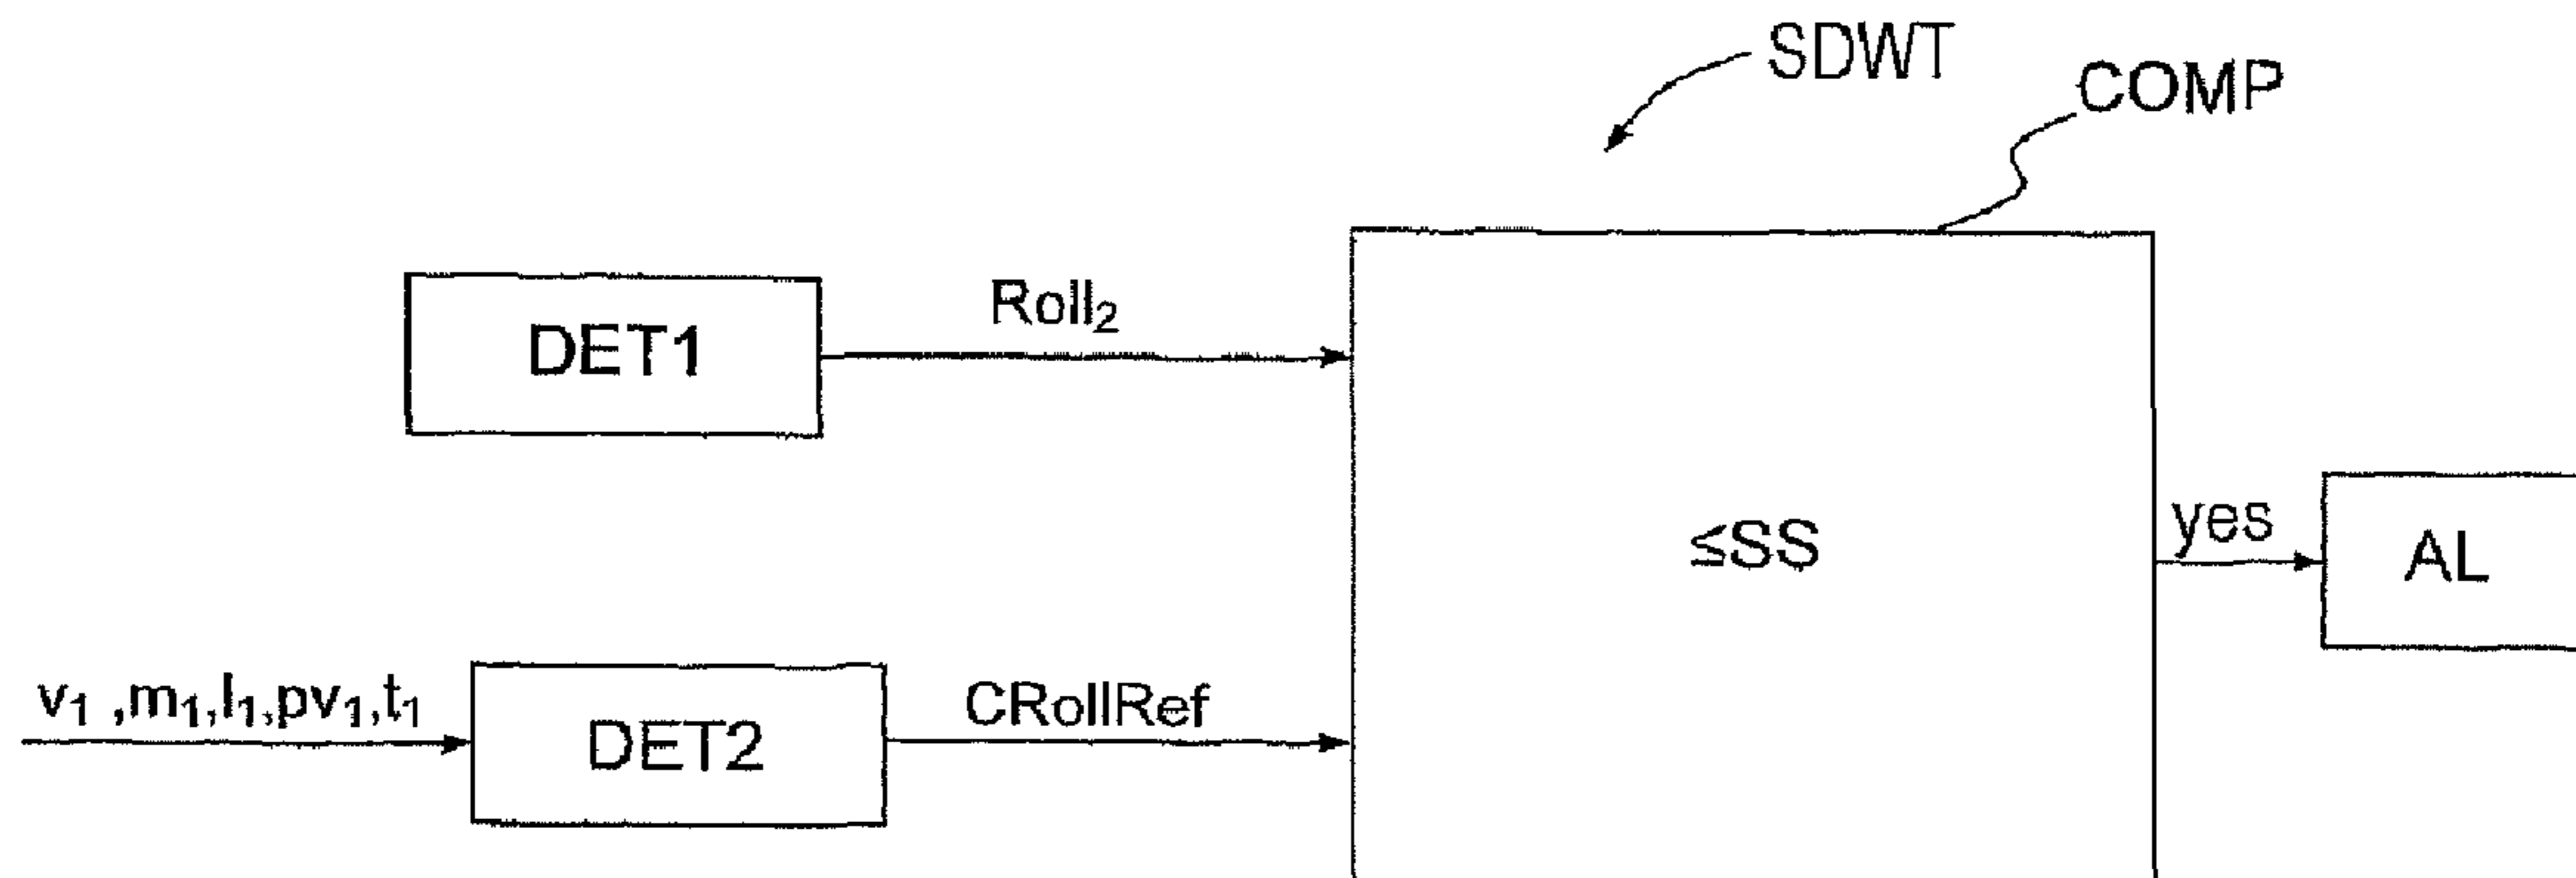 SDWT
COMP
Roll₂
DET1
≤SS
yes
AL
v₁ ,m₁,l₁,pv₁,t₁
CRollRef
DET2